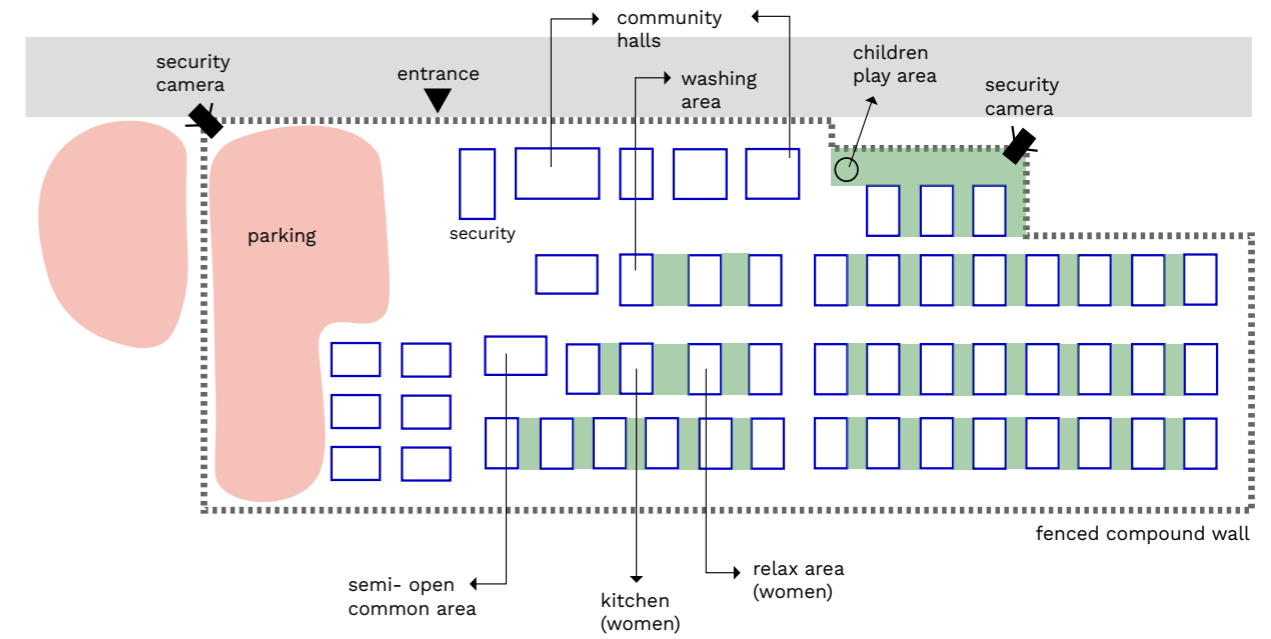 community
halls
children
play area
security
camera
entrance
washing
area
security
camera
parking
security
fenced compound wall
semi- open
common area
kitchen
(women)
relax area
(women)